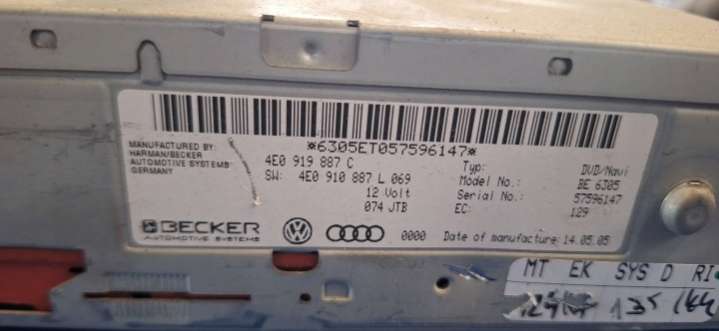 *6305ET057596147*
MANUFACTURED BY:
HARMAN/BECKER
AUTOMOTIVE SYSTEMS
GERMANY
4E0 919 887 C
SW: 4E0 910 887 L 069
12 Volt
074 JTB
Typ: DVD/Navi
Model No.: BE 6305
Serial No.: 57596147
EC: 129
BECKER
AUTOMOTIVE SYSTEMS
0000 Date of manufacture: 14.05.05
MT EK SYS D RI